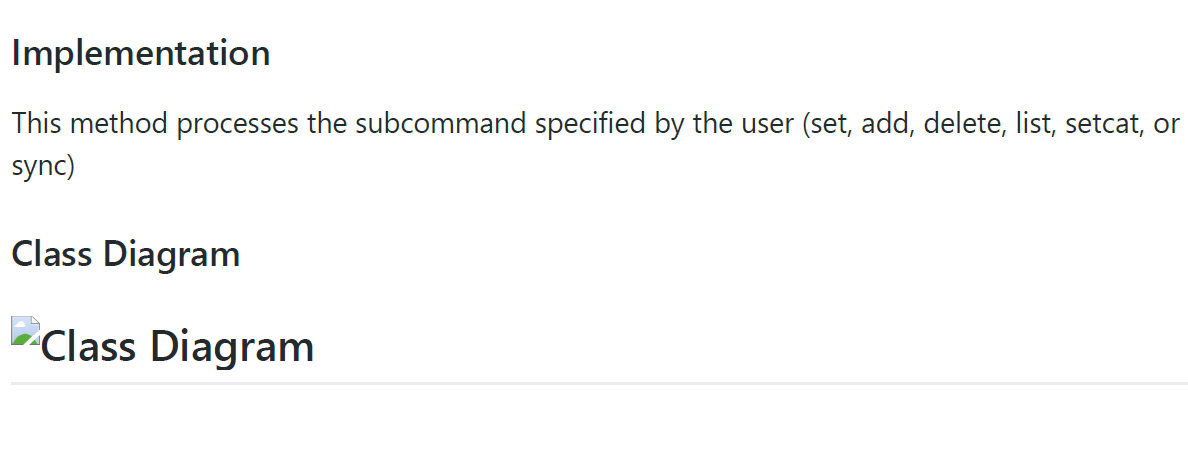 Implementation
This method processes the subcommand specified by the user (set, add, delete, list, setcat, or
sync)
Class Diagram
Class Diagram